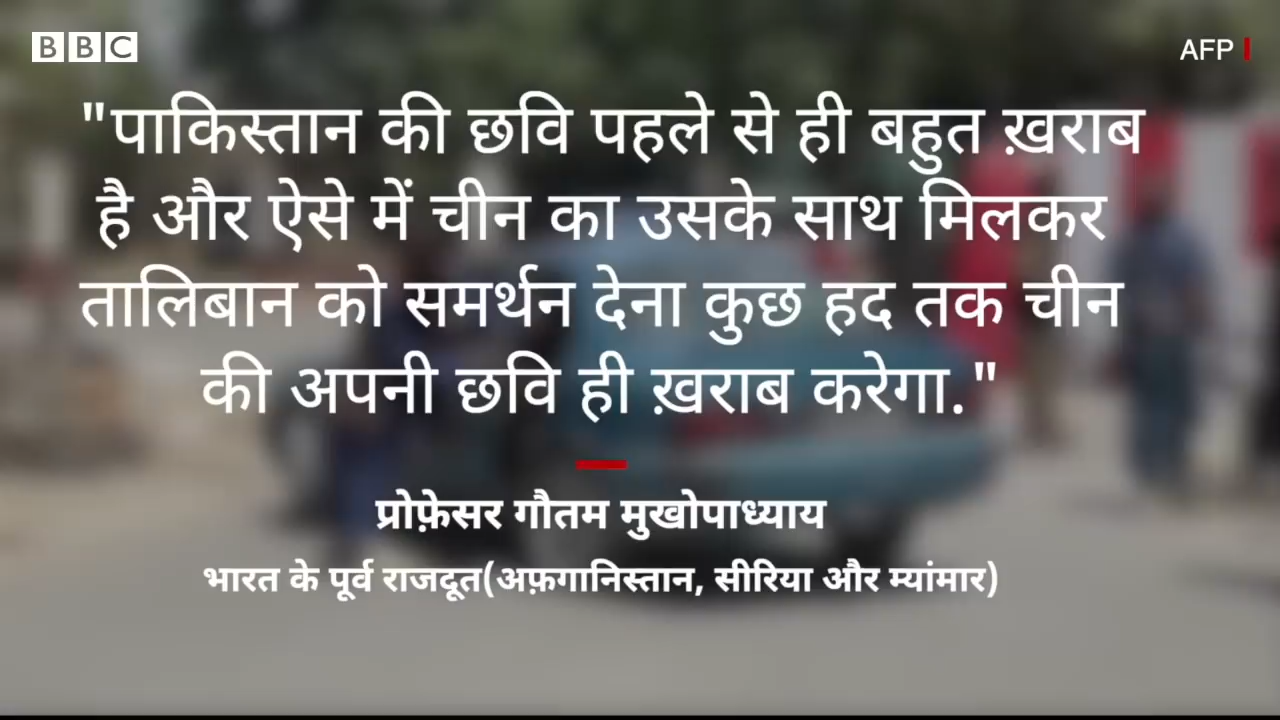 BBC
AFP
"पाकिस्तान की छवि पहले से ही बहुत ख़राब
है और ऐसे में चीन का उसके साथ मिलकर
तालिबान को समर्थन देना कुछ हद तक चीन
की अपनी छवि ही ख़राब करेगा."
प्रोफ़ेसर गौतम मुखोपाध्याय
भारत के पूर्व राजदूत(अफ़गानिस्तान, सीरिया और म्यांमार)